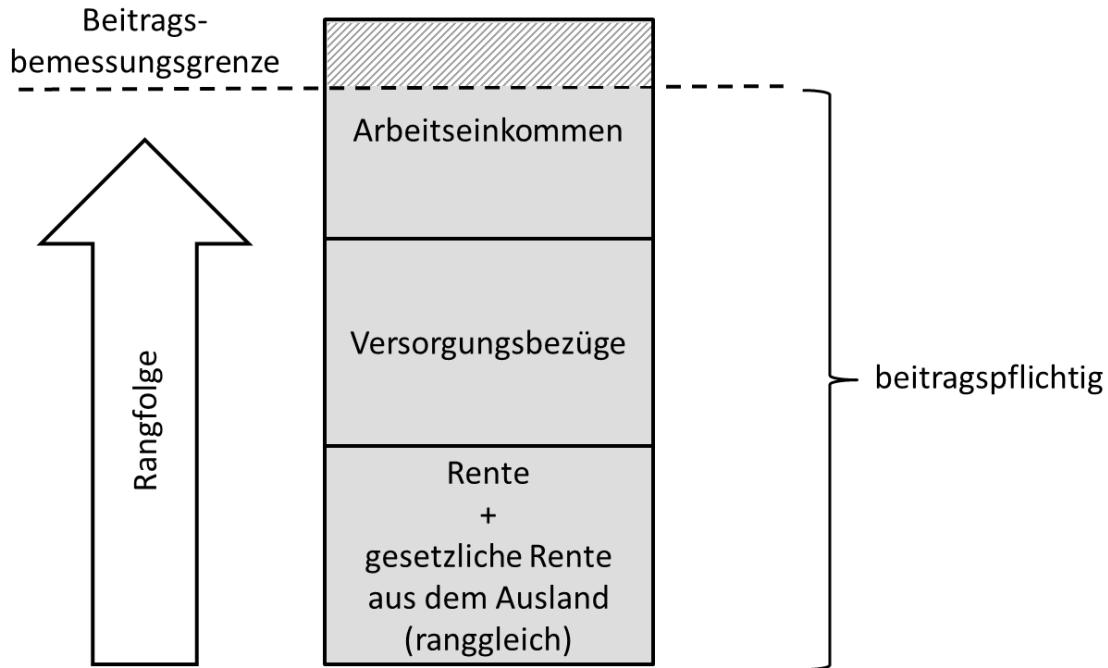 Beitrags-
bemessungsgrenze
Arbeitseinkommen
Versorgungsbezüge
Rangfolge
beitragspflichtig
Rente
+
gesetzliche Rente
aus dem Ausland
(ranggleich)